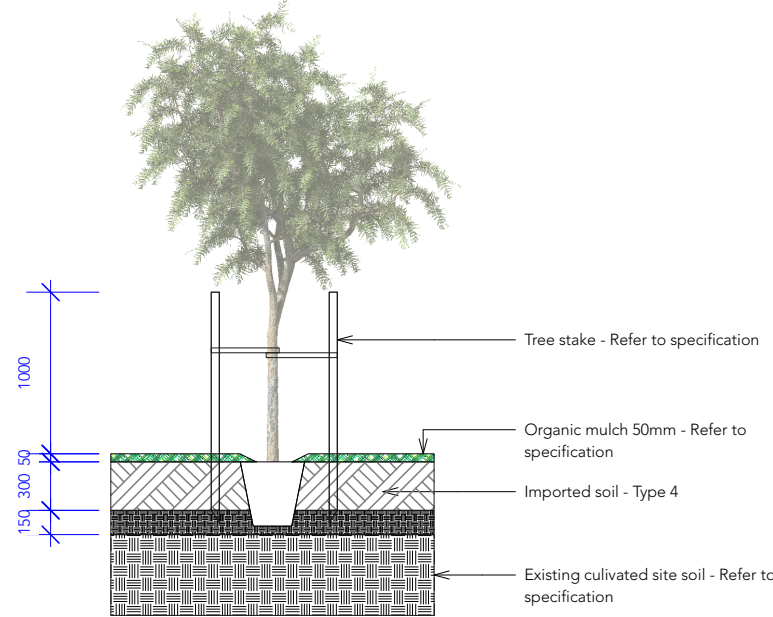 Tree stake - Refer to specification
1000
Organic mulch 50mm - Refer to
specification
50
300
Imported soil - Type 4
150
Existing culivated site soil - Refer to
specification